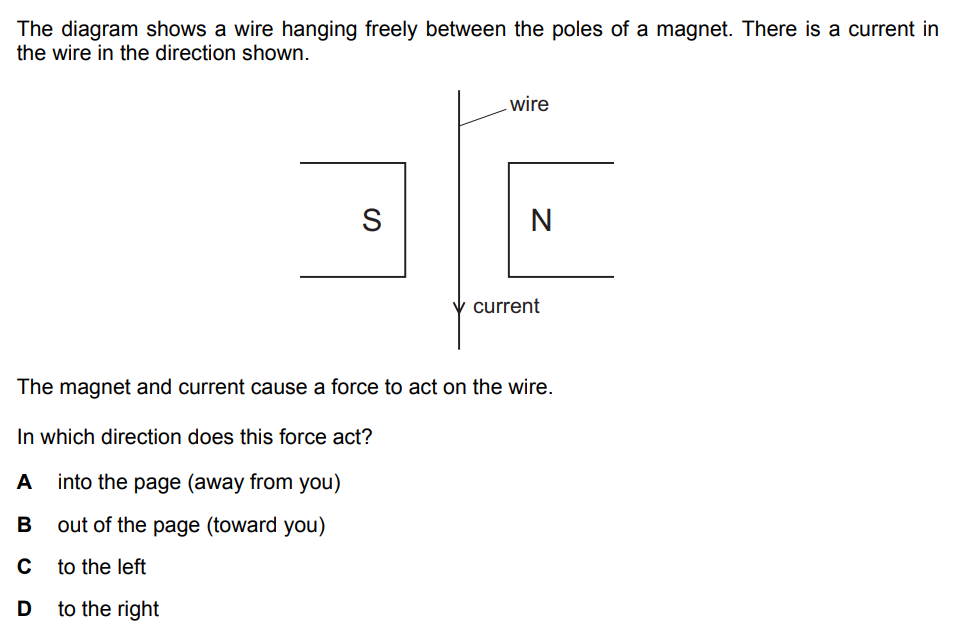 The diagram shows a wire hanging freely between the poles of a magnet. There is a current in
the wire in the direction shown.
wire
S
N
current
The magnet and current cause a force to act on the wire.
In which direction does this force act?
A into the page (away from you)
B out of the page (toward you)
C to the left
D to the right